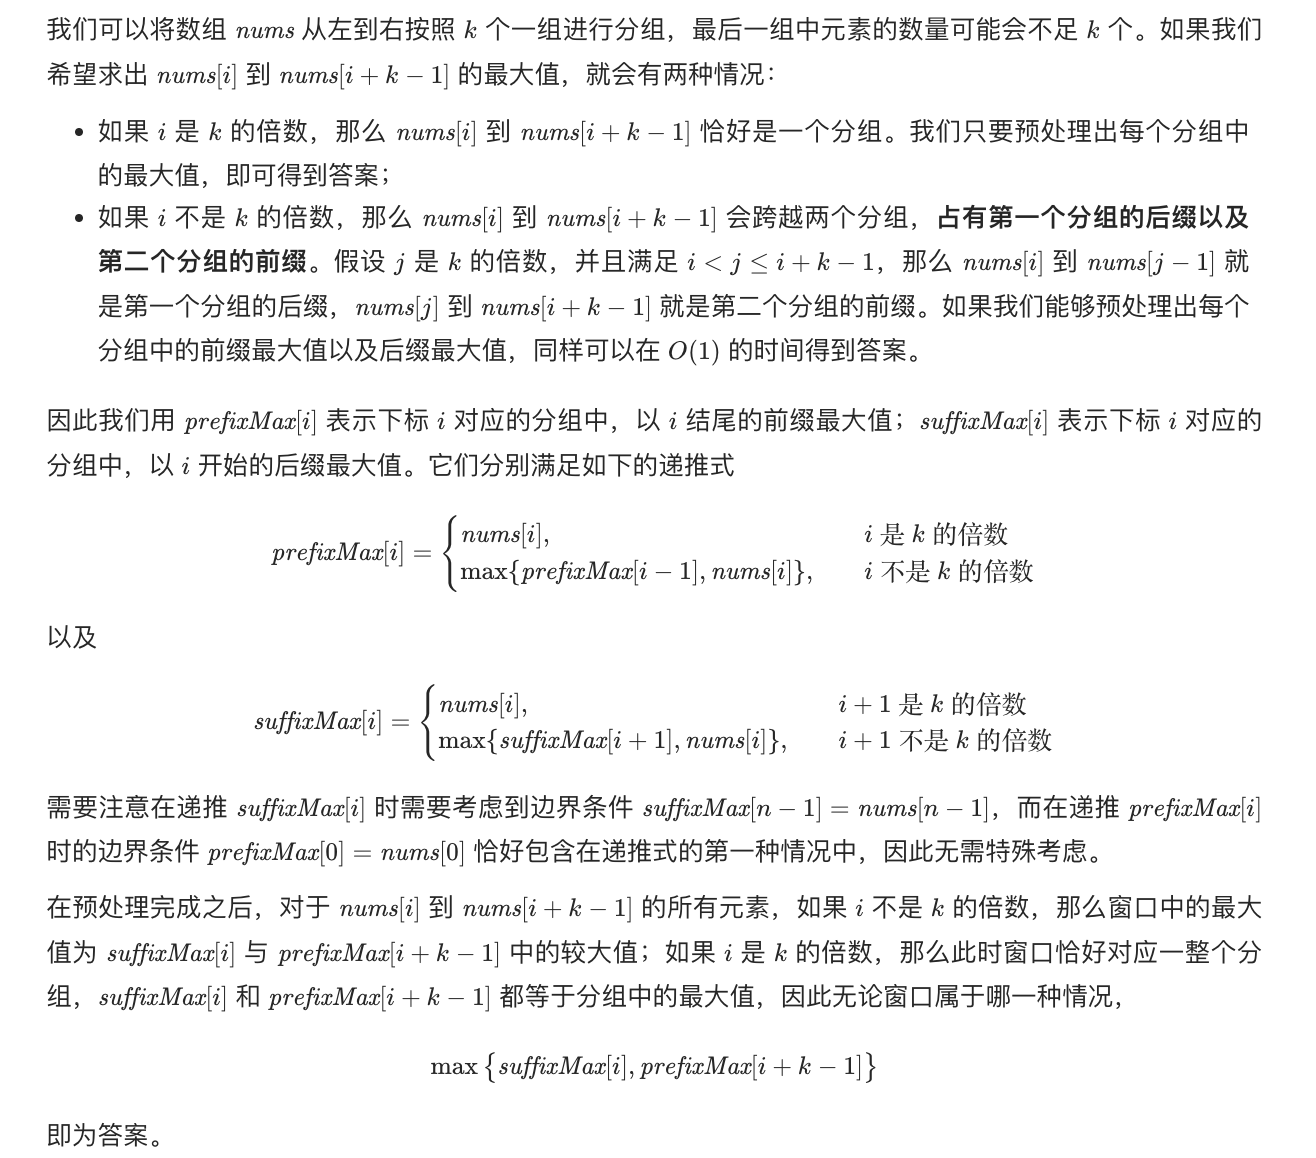 我们可以将数组 nums 从左到右按照 k 个一组进行分组，最后一组中元素的数量可能会不足 k 个。如果我们
希望求出 nums[i] 到 nums[i + k − 1] 的最大值，就会有两种情况：
• 如果 i 是 k 的倍数，那么 nums[i] 到 nums[i + k − 1] 恰好是一个分组。我们只要预处理出每个分组中
的最大值，即可得到答案；
• 如果 i 不是 k 的倍数，那么 nums[i] 到 nums[i + k − 1] 会跨越两个分组，占有第一个分组的后缀以及
第二个分组的前缀。假设 j 是 k 的倍数，并且满足 i < j ≤ i + k − 1，那么 nums[i] 到 nums[j − 1] 就
是第一个分组的后缀，nums[j] 到 nums[i + k − 1] 就是第二个分组的前缀。如果我们能够预处理出每个
分组中的前缀最大值以及后缀最大值，同样可以在 O(1) 的时间得到答案。
因此我们用 prefixMax[i] 表示下标 i 对应的分组中，以 i 结尾的前缀最大值；suffixMax[i] 表示下标 i 对应的
分组中，以 i 开始的后缀最大值。它们分别满足如下的递推式
prefixMax[i] = { nums[i], i 是 k 的倍数
max{prefixMax[i − 1], nums[i]}, i 不是 k 的倍数
以及
suffixMax[i] = { nums[i], i + 1 是 k 的倍数
max{suffixMax[i + 1], nums[i]}, i + 1 不是 k 的倍数
需要注意在递推 suffixMax[i] 时需要考虑到边界条件 suffixMax[n − 1] = nums[n − 1]，而在递推 prefixMax[i]
时的边界条件 prefixMax[0] = nums[0] 恰好包含在递推式的第一种情况中，因此无需特殊考虑。
在预处理完成之后，对于 nums[i] 到 nums[i + k − 1] 的所有元素，如果 i 不是 k 的倍数，那么窗口中的最大
值为 suffixMax[i] 与 prefixMax[i + k − 1] 中的较大值；如果 i 是 k 的倍数，那么此时窗口恰好对应一整个分
组，suffixMax[i] 和 prefixMax[i + k − 1] 都等于分组中的最大值，因此无论窗口属于哪一种情况，
max {suffixMax[i], prefixMax[i + k − 1]}
即为答案。